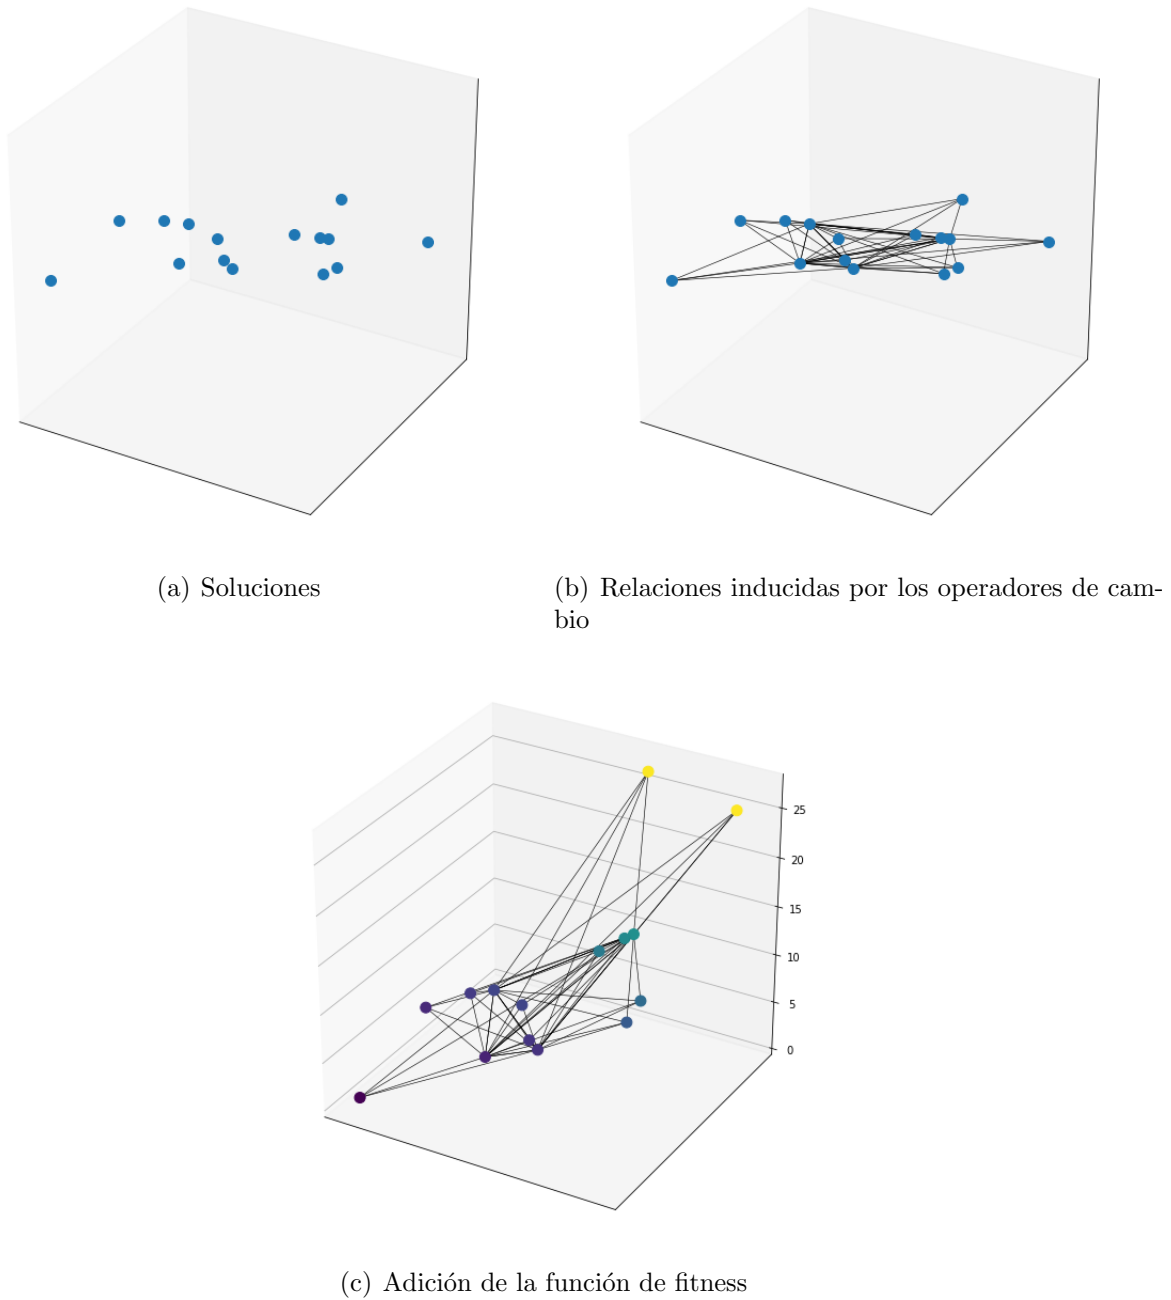 (a) Soluciones
(b) Relaciones inducidas por los operadores de cam-
bio
25
20
15
10
5
0
(c) Adición de la función de fitness